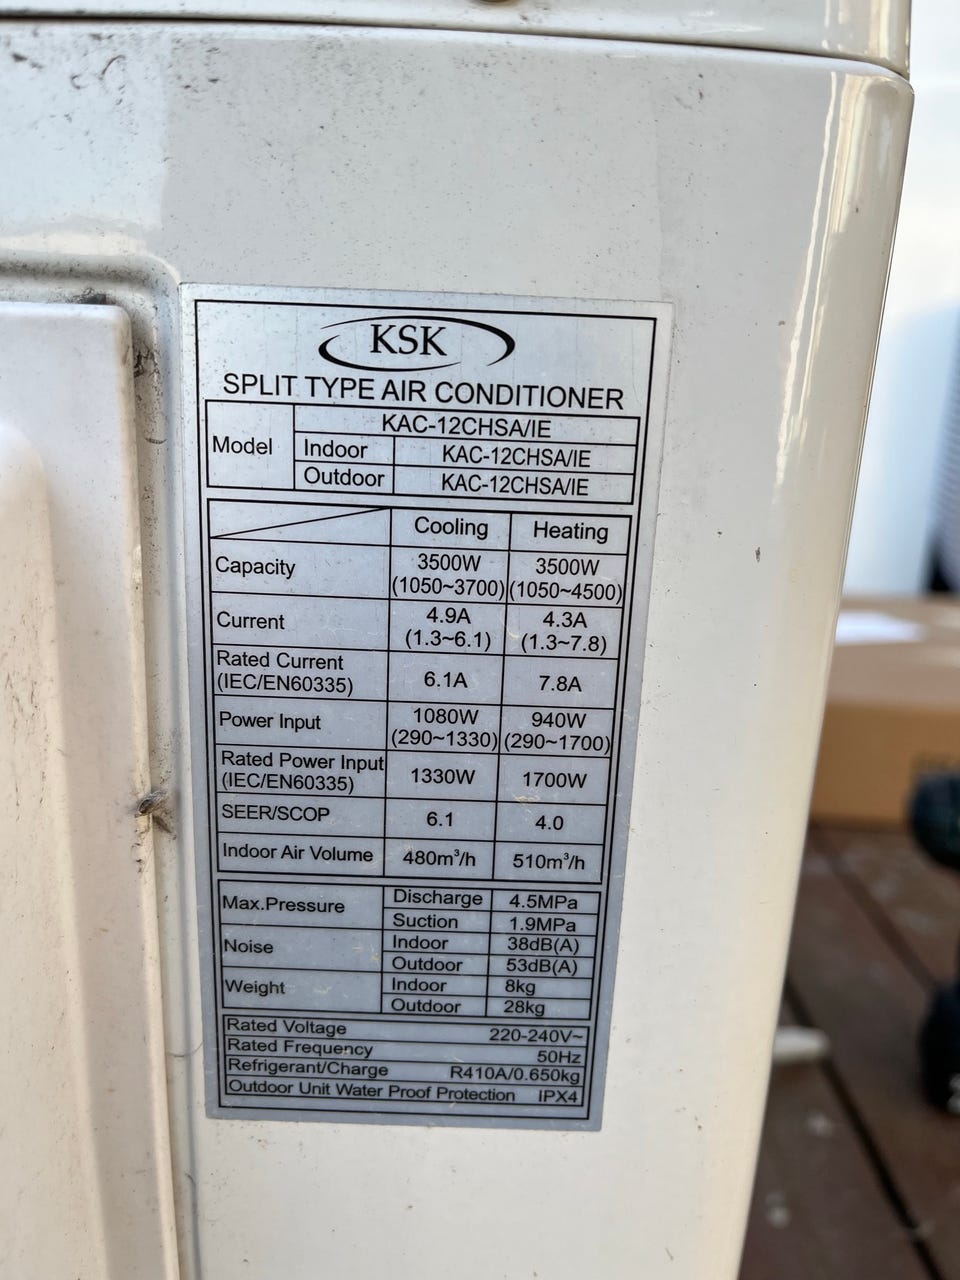 KSK
SPLIT TYPE AIR CONDITIONER
Model KAC-12CHSA/IE
Indoor KAC-12CHSA/IE
Outdoor KAC-12CHSA/IE
Cooling Heating
Capacity 3500W (1050~3700) 3500W (1050~4500)
Current 4.9A (1.3~6.1) 4.3A (1.3~7.8)
Rated Current (IEC/EN60335) 6.1A 7.8A
Power Input 1080W (290~1330) 940W (290~1700)
Rated Power Input (IEC/EN60335) 1330W 1700W
SEER/SCOP 6.1 4.0
Indoor Air Volume 480m³/h 510m³/h
Max.Pressure Discharge 4.5MPa
Suction 1.9MPa
Noise Indoor 38dB(A)
Outdoor 53dB(A)
Weight Indoor 8kg
Outdoor 28kg
Rated Voltage 220-240V~
Rated Frequency 50Hz
Refrigerant/Charge R410A/0.650kg
Outdoor Unit Water Proof Protection IPX4